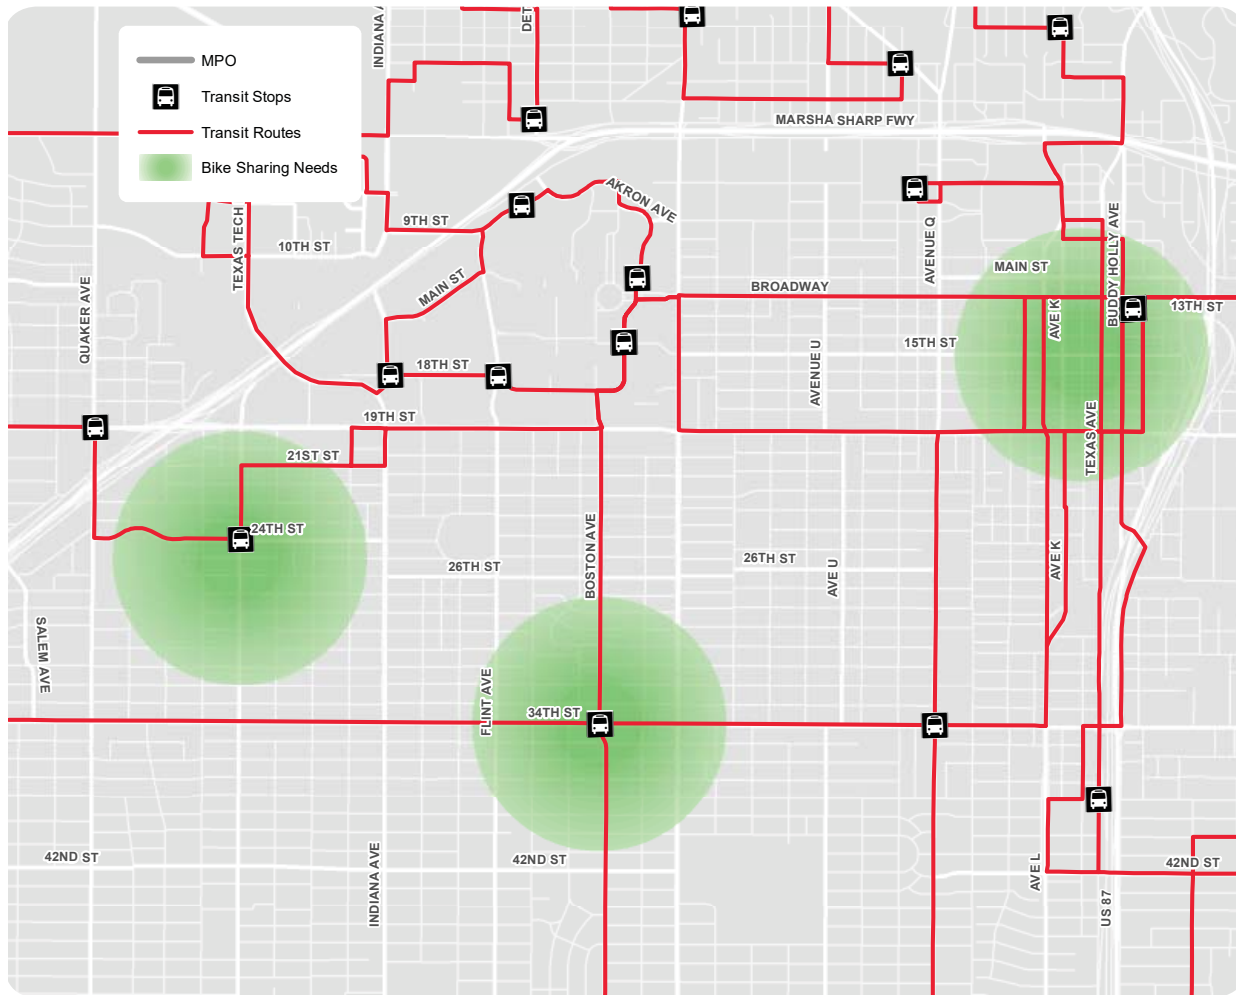 MPO
Transit Stops
Transit Routes
Bike Sharing Needs
INDIANA
DET
MARSHA SHARP FWY
AKRON AVE
9TH ST
10TH ST
TEXAS TECH
MAIN ST
QUAKER AVE
AVENUE Q
MAIN ST
BUDDY HOLLY AVE
BROADWAY
13TH ST
AVE K
15TH ST
AVENUE U
18TH ST
19TH ST
21ST ST
TEXAS AVE
24TH ST
BOSTON AVE
26TH ST
26TH ST
AVE U
AVE K
SALEM AVE
FLINT AVE
34TH ST
42ND ST
INDIANA AVE
42ND ST
AVE L
US 87
42ND ST